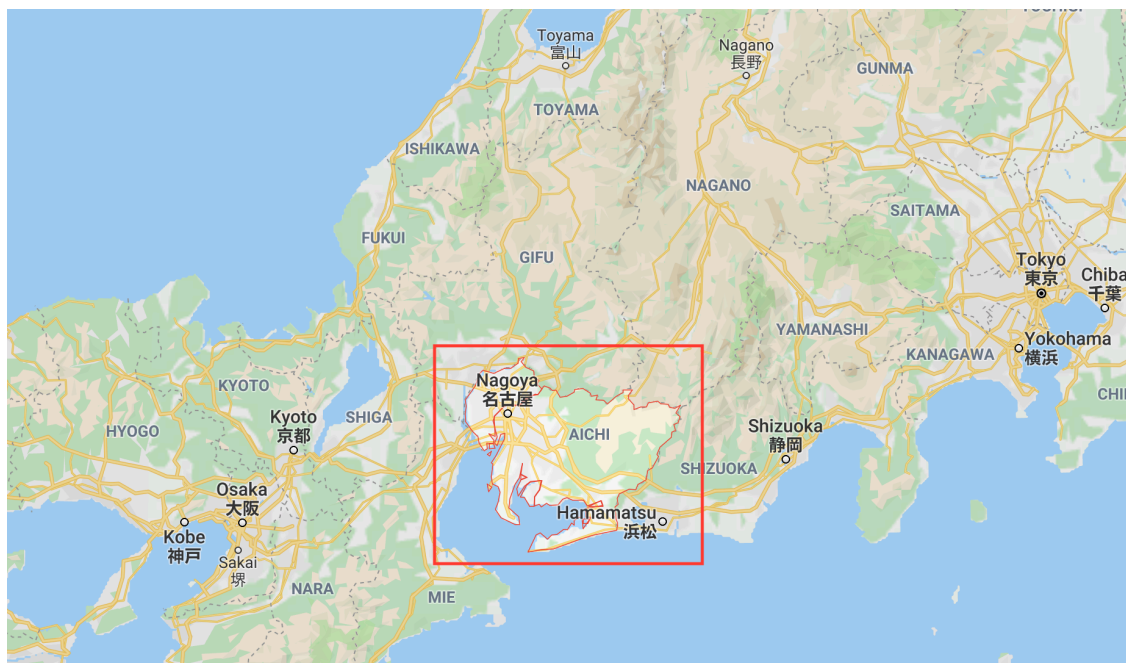 Toyama
富山
Nagano
長野
GUNMA
TOYAMA
ISHIKAWA
NAGANO
SAITAMA
FUKUI
GIFU
Tokyo
東京
Chiba
千葉
YAMANASHI
Yokohama
横浜
KANAGAWA
KYOTO
Nagoya
名古屋
CHI
Kyoto
京都
SHIGA
HYOGO
AICHI
Shizuoka
静岡
SHIZUOKA
Osaka
大阪
Hamamatsu
浜松
Kobe
神戸
Sakai
堺
NARA
MIE